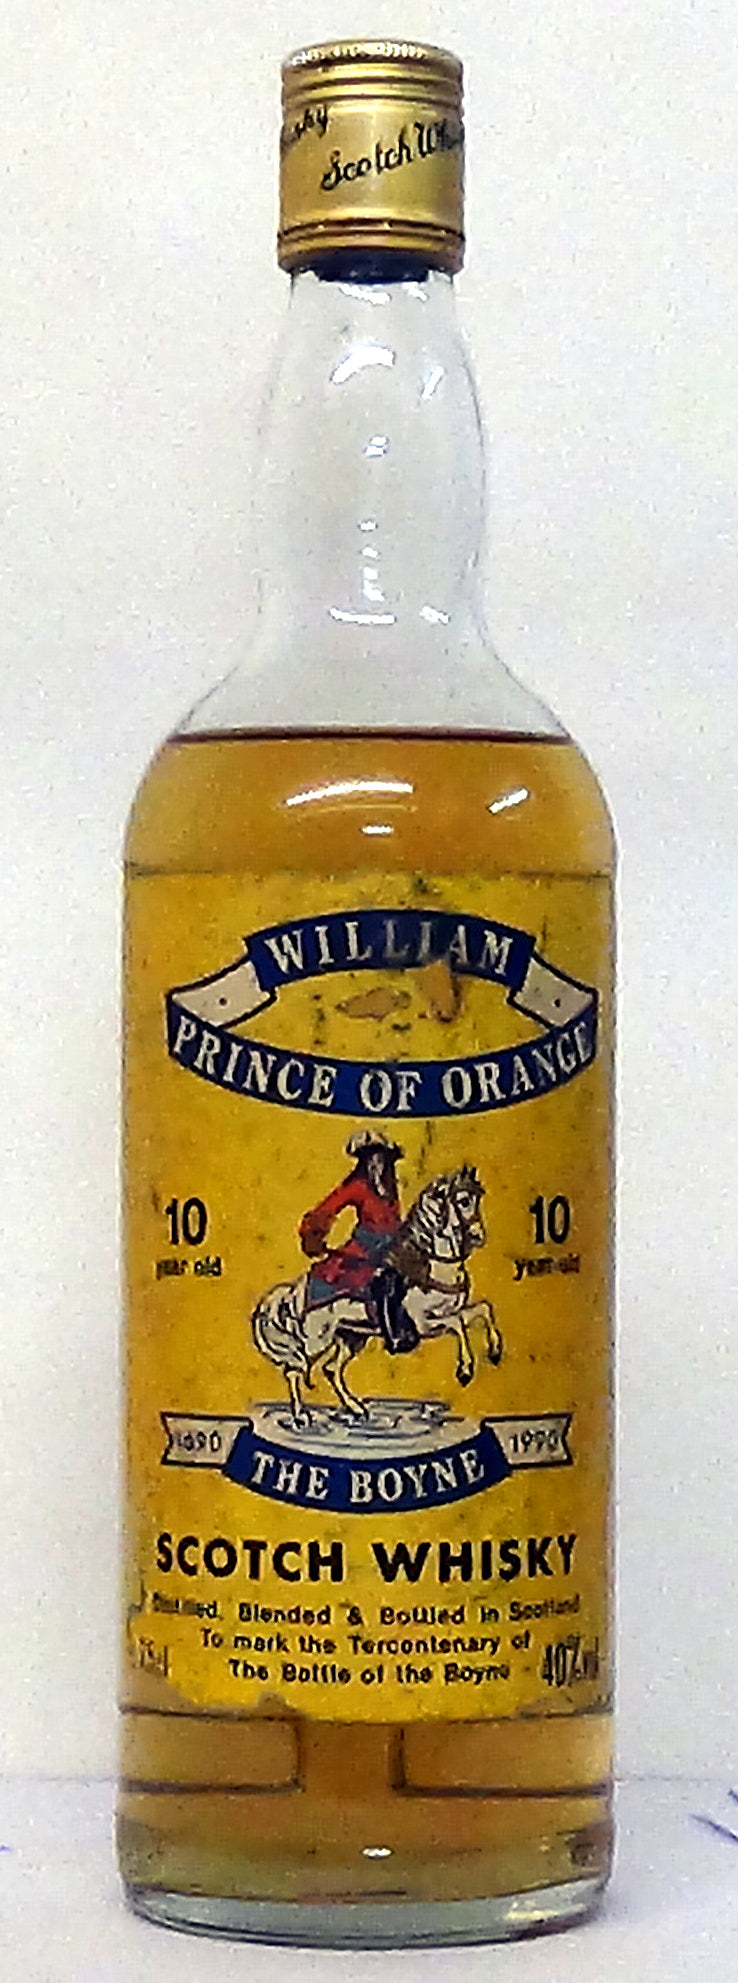 Scotch
WILLIAM
PRINCE OF ORANGE
10 10
year old year old
1690 1990
THE BOYNE
SCOTCH WHISKY
Distilled, Blended & Bottled in Scotland
To mark the Tercentenary of
75cl The Battle of the Boyne 40%vol